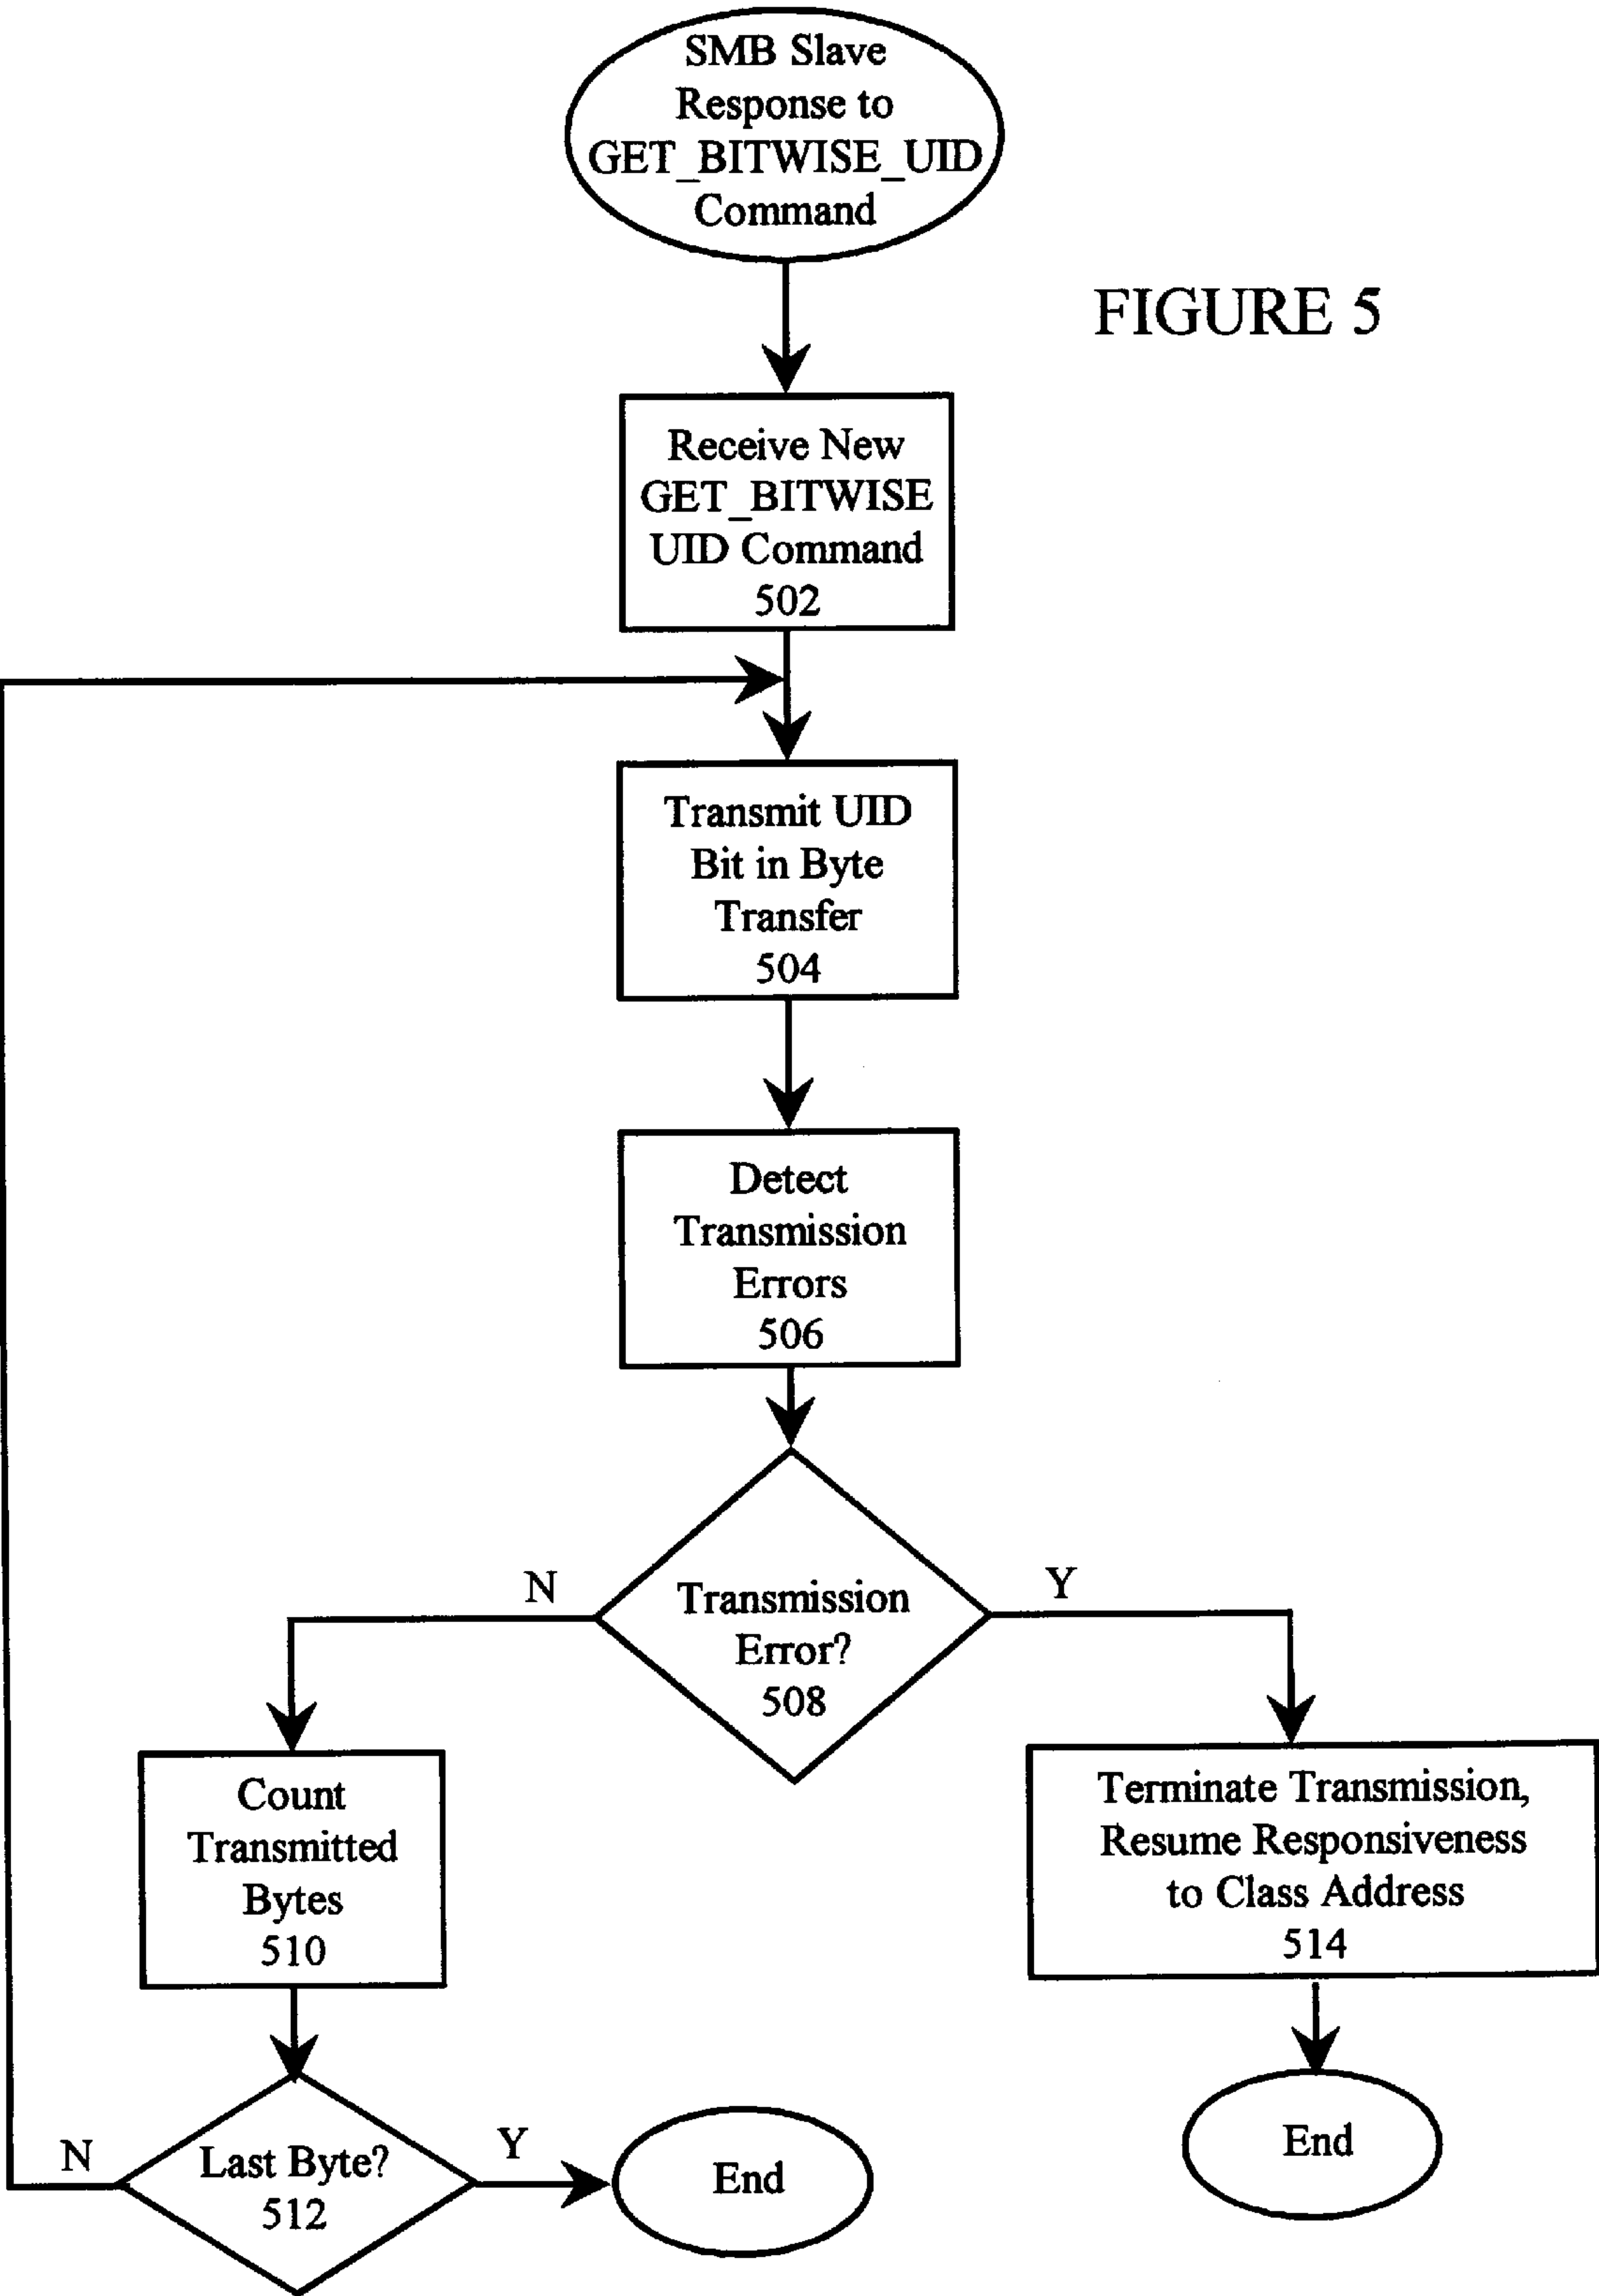 SMB Slave
Response to
GET_BITWISE_UID
Command
FIGURE 5
Receive New
GET_BITWISE
UID Command
502
Transmit UID
Bit in Byte
Transfer
504
Detect
Transmission
Errors
506
N
Y
Transmission
Error?
508
Count
Transmitted
Bytes
510
Terminate Transmission,
Resume Responsiveness
to Class Address
514
N
Last Byte?
512
Y
End
End